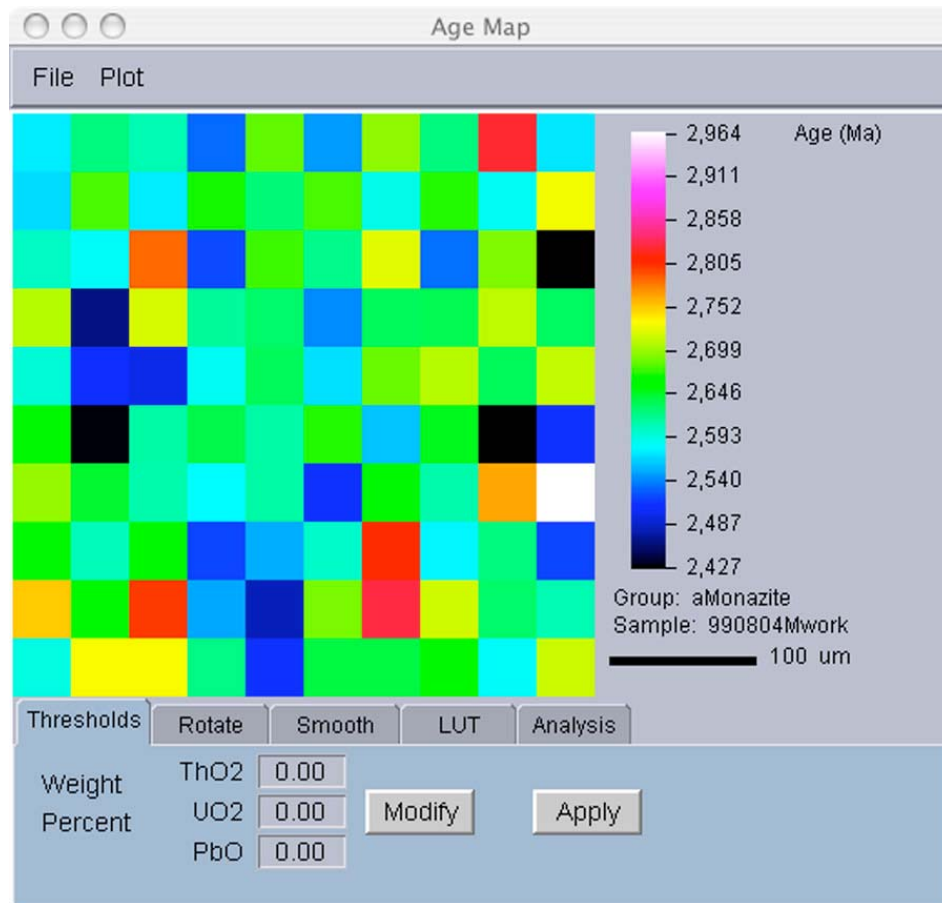 Age Map
File Plot
2,964 Age (Ma)
2,911
2,858
2,805
2,752
2,699
2,646
2,593
2,540
2,487
2,427
Group: aMonazite
Sample: 990804Mwork
100 um
Thresholds Rotate Smooth LUT Analysis
Weight
Percent
ThO2 0.00
UO2 0.00
PbO 0.00
Modify Apply